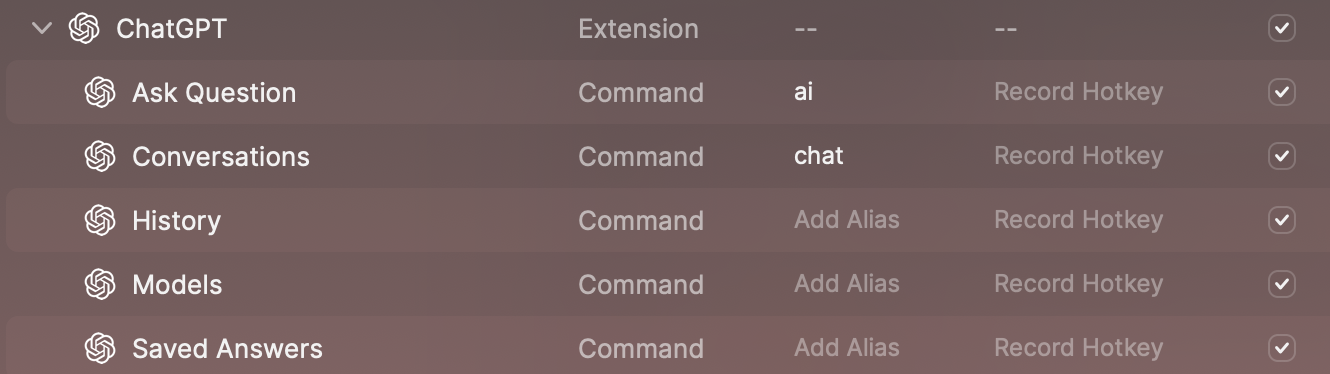 ChatGPT Extension -- --
Ask Question Command ai Record Hotkey
Conversations Command chat Record Hotkey
History Command Add Alias Record Hotkey
Models Command Add Alias Record Hotkey
Saved Answers Command Add Alias Record Hotkey